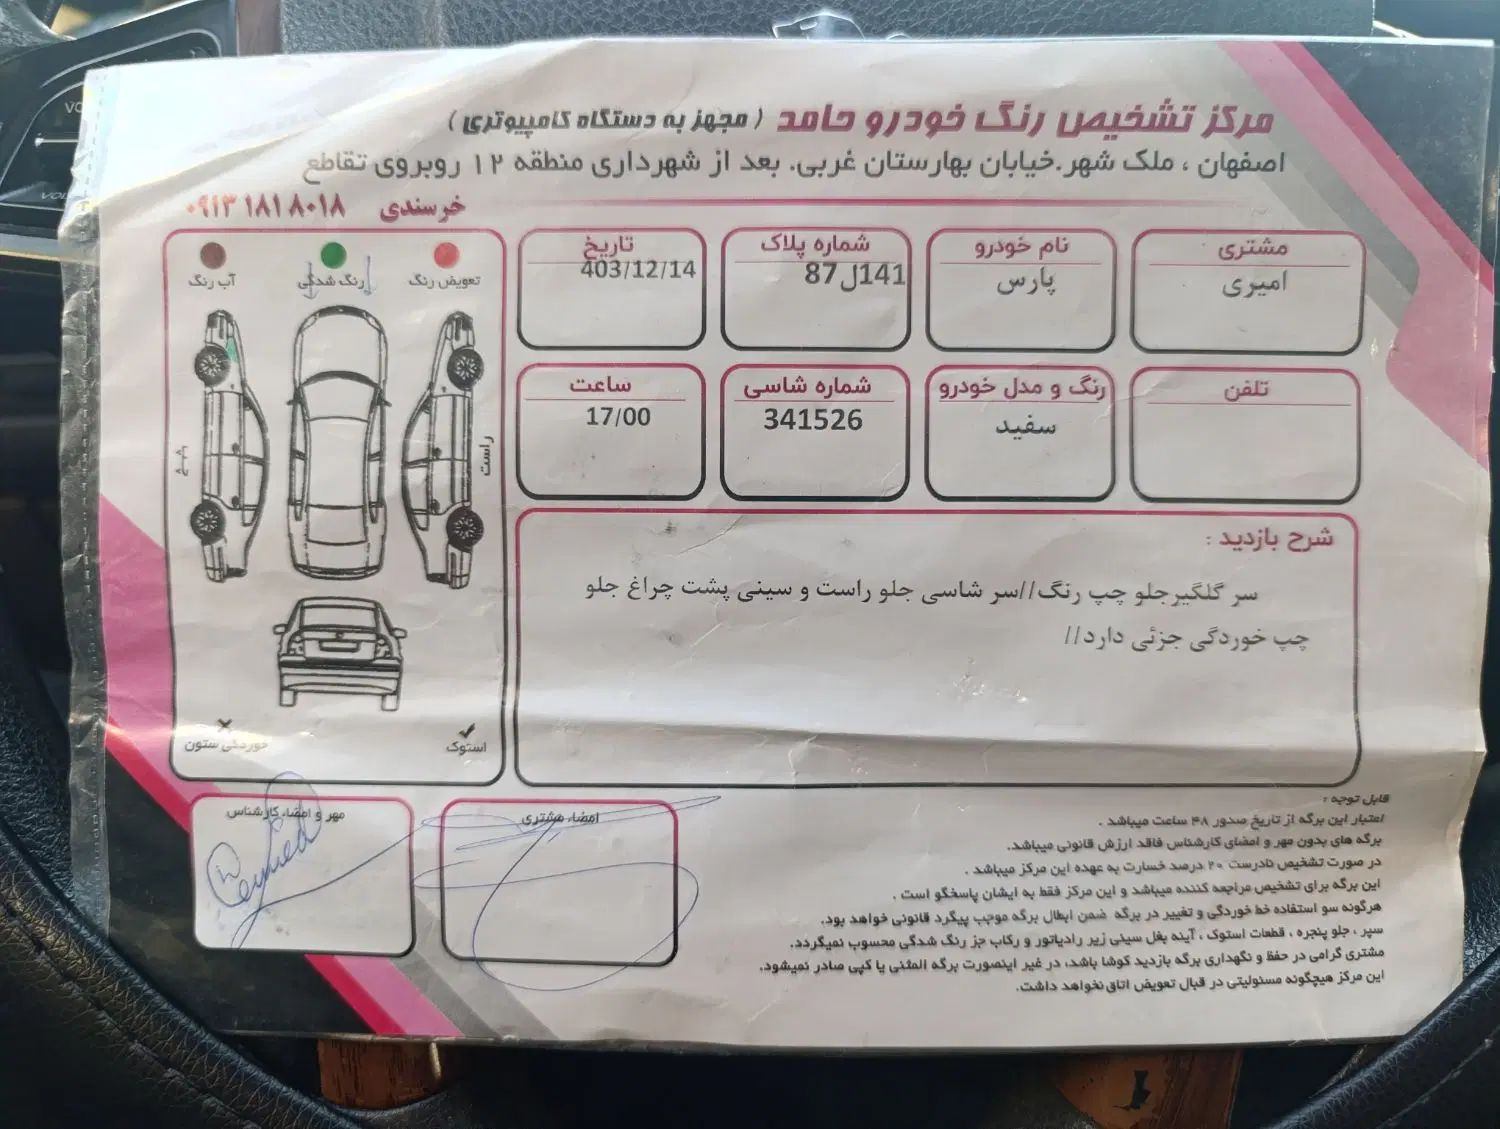 مرکز تشخیص رنگ خودرو حامد ( مجهز به دستگاه کامپیوتری )
اصفهان ، ملک شهر.خیابان بهارستان غربی. بعد از شهرداری منطقه ۱۲ روبروی تقاطع
خرسندی ۰۹۱۳ ۱۸۱ ۸۰۱۸
مشتری
امیری
نام خودرو
پارس
شماره پلاک
141ل87
تاریخ
403/12/14
تلفن
رنگ و مدل خودرو
سفید
شماره شاسی
341526
ساعت
17/00
تعویض رنگ
رنگ شدگی
آب رنگ
راست
چپ
استوک
خوردگی ستون
شرح بازدید :
سر گلگیرجلو چپ رنگ//سر شاسی جلو راست و سینی پشت چراغ جلو
چپ خوردگی جزئی دارد//
امضاء مشتری
مهر و امضاء کارشناس
قابل توجه :
اعتبار این برگه از تاریخ صدور ۴۸ ساعت میباشد .
برگه های بدون مهر و امضای کارشناس فاقد ارزش قانونی میباشد.
در صورت تشخیص نادرست ۲۰ درصد خسارت به عهده این مرکز میباشد .
این برگه برای تشخیص مراجعه کننده میباشد و این مرکز فقط به ایشان پاسخگو است .
هرگونه سو استفاده خط خوردگی و تغییر در برگه ضمن ابطال برگه موجب پیگرد قانونی خواهد بود.
سپر ، جلو پنجره ، قطعات استوک ، آینه بغل سینی زیر رادیاتور و رکاب جز رنگ شدگی محسوب نمیگردد.
مشتری گرامی در حفظ و نگهداری برگه بازدید کوشا باشد، در غیر اینصورت برگه المثنی یا کپی صادر نمیشود.
این مرکز هیچگونه مسئولیتی در قبال تعویض اتاق نخواهد داشت.